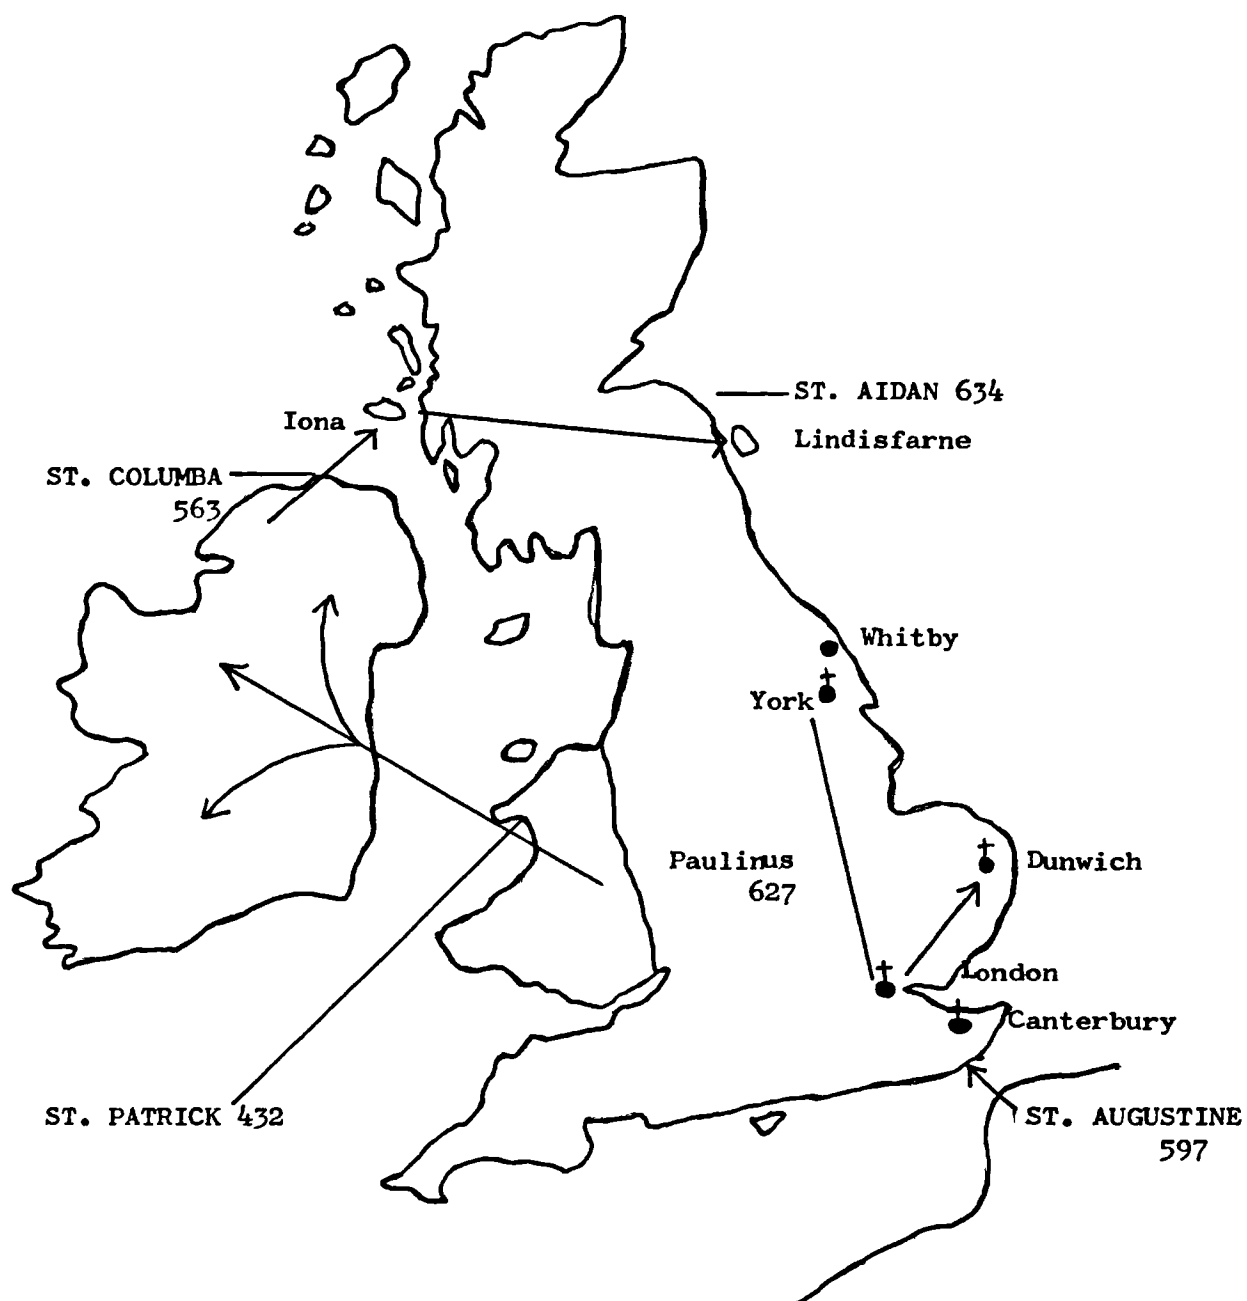 ST. AIDAN 634
Iona
Lindisfarne
ST. COLUMBA
563
Whitby
York
Paulinus
627
Dunwich
London
Canterbury
ST. PATRICK 432
ST. AUGUSTINE
597